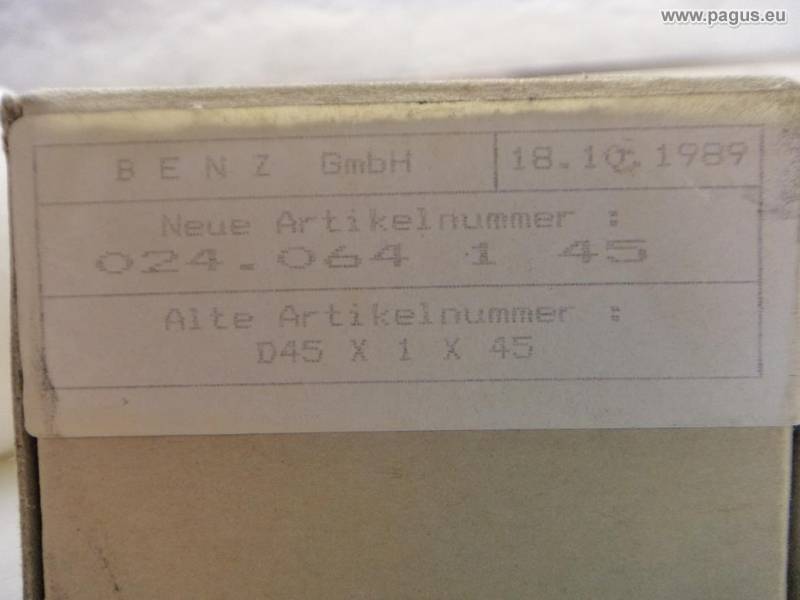 www.pagus.eu
B E N Z GmbH 18.10.1989
Neue Artikelnummer :
024.064 1 45
Alte Artikelnummer :
D45 X 1 X 45